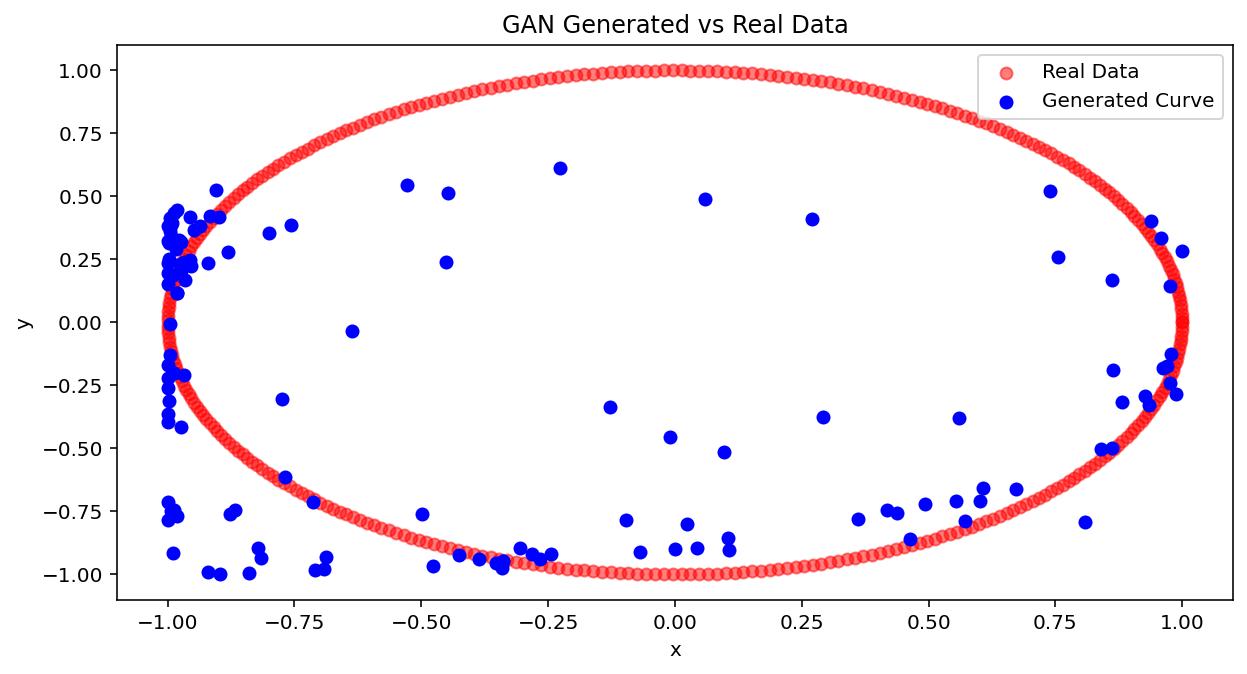 GAN Generated vs Real Data
Real Data
Generated Curve
1.00
0.75
0.50
0.25
0.00
−0.25
−0.50
−0.75
−1.00
y
−1.00 −0.75 −0.50 −0.25 0.00 0.25 0.50 0.75 1.00
x